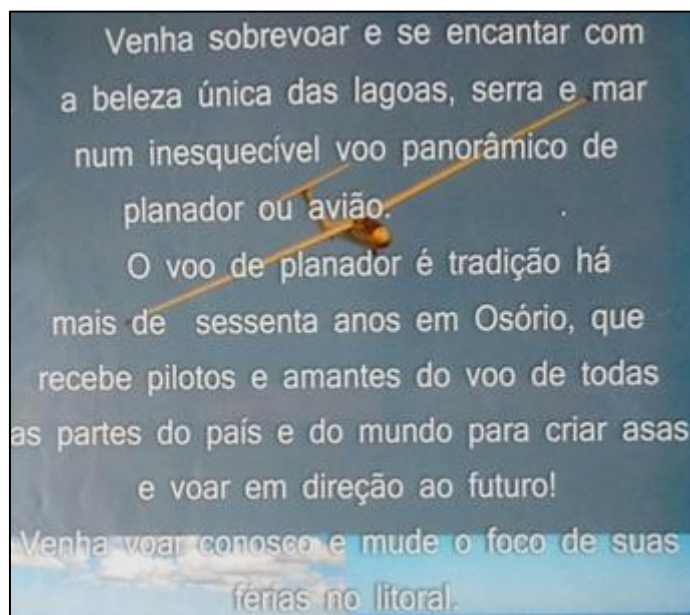 Venha sobrevoar e se encantar com
a beleza única das lagoas, serra e mar
num inesquecível voo panorâmico de
planador ou avião.
O voo de planador é tradição há
mais de sessenta anos em Osório, que
recebe pilotos e amantes do voo de todas
as partes do país e do mundo para criar asas
e voar em direção ao futuro!
Venha voar conosco e mude o foco de suas
férias no litoral.